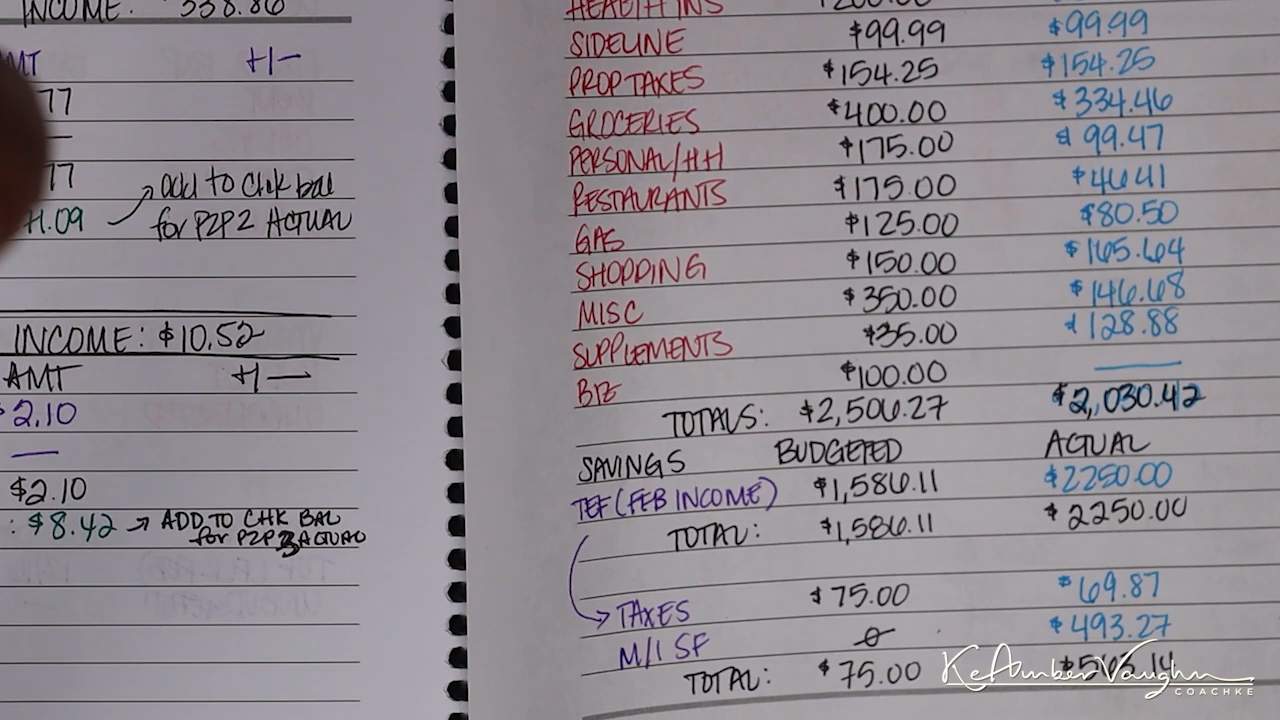 INCOME: $338.86
AMT +/-
77
77
add to Chk bal
1.09 for PZP2 ACTUAL
INCOME: $10.52
AMT +/-
$2.10
$2.10
: $8.42 → ADD TO CHK BAL
for PZP3 ACTUAL
HEALTH INS
SIDELINE $99.99 $99.99
PROP TAXES $154.25 $154.25
GROCERIES $400.00 $334.46
PERSONAL/HH $175.00 $99.47
RESTAURANTS $175.00 $46.41
GAS $125.00 $80.50
SHOPPING $150.00 $165.64
MISC $350.00 $146.68
SUPPLEMENTS $35.00 $128.88
BIZ $100.00
TOTALS: $2,506.27 $2,030.42
SAVINGS BUDGETED ACTUAL
TEF (FEB INCOME) $1,586.11 $2250.00
TOTAL: $1,586.11 $2250.00
TAXES $75.00 $69.87
M/I SF 0 $493.27
TOTAL: $75.00
KeAmber Vaughn
COACHKE